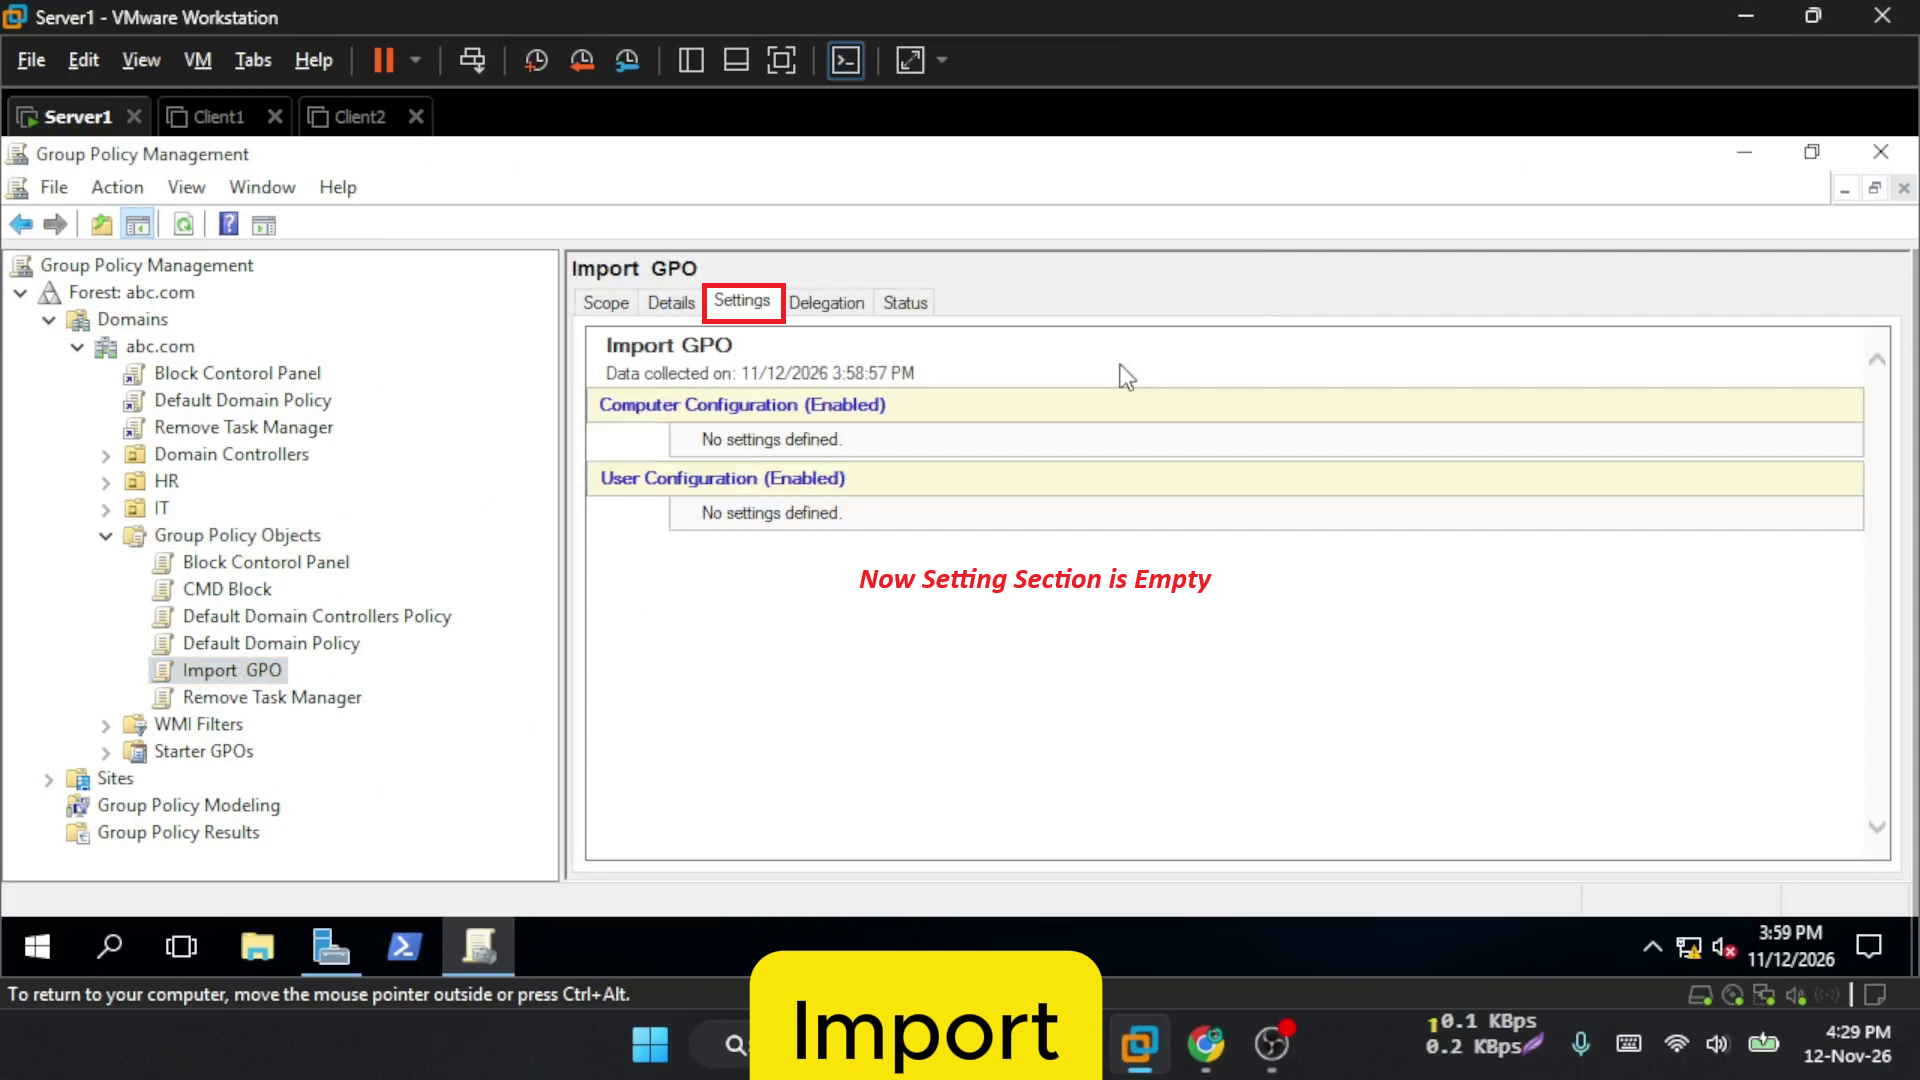 Server1 - VMware Workstation
File Edit View VM Tabs Help
Server1 Client1 Client2
Group Policy Management
File Action View Window Help
Group Policy Management
Forest: abc.com
Domains
abc.com
Block Contorol Panel
Default Domain Policy
Remove Task Manager
Domain Controllers
HR
IT
Group Policy Objects
Block Contorol Panel
CMD Block
Default Domain Controllers Policy
Default Domain Policy
Import GPO
Remove Task Manager
WMI Filters
Starter GPOs
Sites
Group Policy Modeling
Group Policy Results
Import GPO
Scope Details Settings Delegation Status
Import GPO
Data collected on: 11/12/2026 3:58:57 PM
Computer Configuration (Enabled)
No settings defined.
User Configuration (Enabled)
No settings defined.
Now Setting Section is Empty
3:59 PM
11/12/2026
To return to your computer, move the mouse pointer outside or press Ctrl+Alt.
Import
0.1 KBps
0.2 KBps
4:29 PM
12-Nov-26